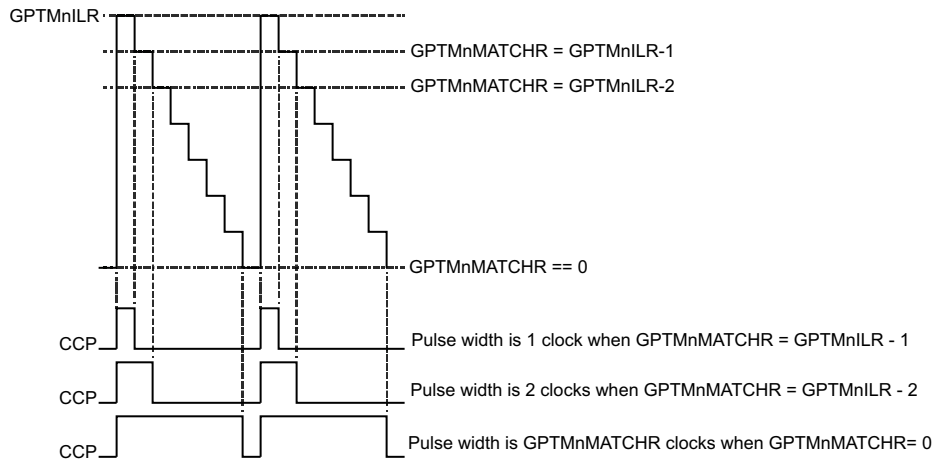 GPTMnILR
GPTMnMATCHR = GPTMnILR-1
GPTMnMATCHR = GPTMnILR-2
GPTMnMATCHR == 0
CCP
Pulse width is 1 clock when GPTMnMATCHR = GPTMnILR - 1
CCP
Pulse width is 2 clocks when GPTMnMATCHR = GPTMnILR - 2
CCP
Pulse width is GPTMnMATCHR clocks when GPTMnMATCHR= 0